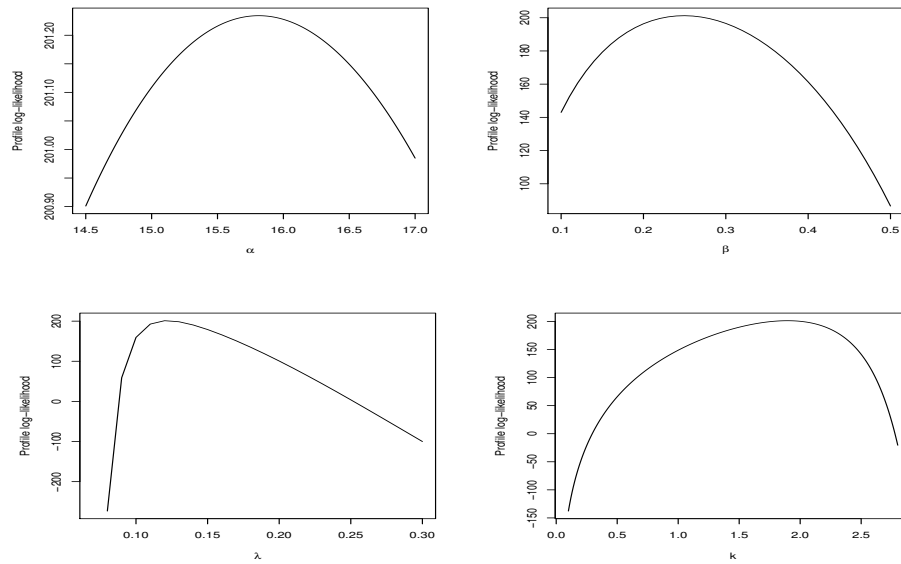 Profile log−likelihood
200.90 201.00 201.10 201.20
14.5 15.0 15.5 16.0 16.5 17.0
α
Profile log−likelihood
100 120 140 160 180 200
0.1 0.2 0.3 0.4 0.5
β
Profile log−likelihood
−200 −100 0 100 200
0.10 0.15 0.20 0.25 0.30
λ
Profile log−likelihood
−150 −100 −50 0 50 100 150 200
0.0 0.5 1.0 1.5 2.0 2.5
k